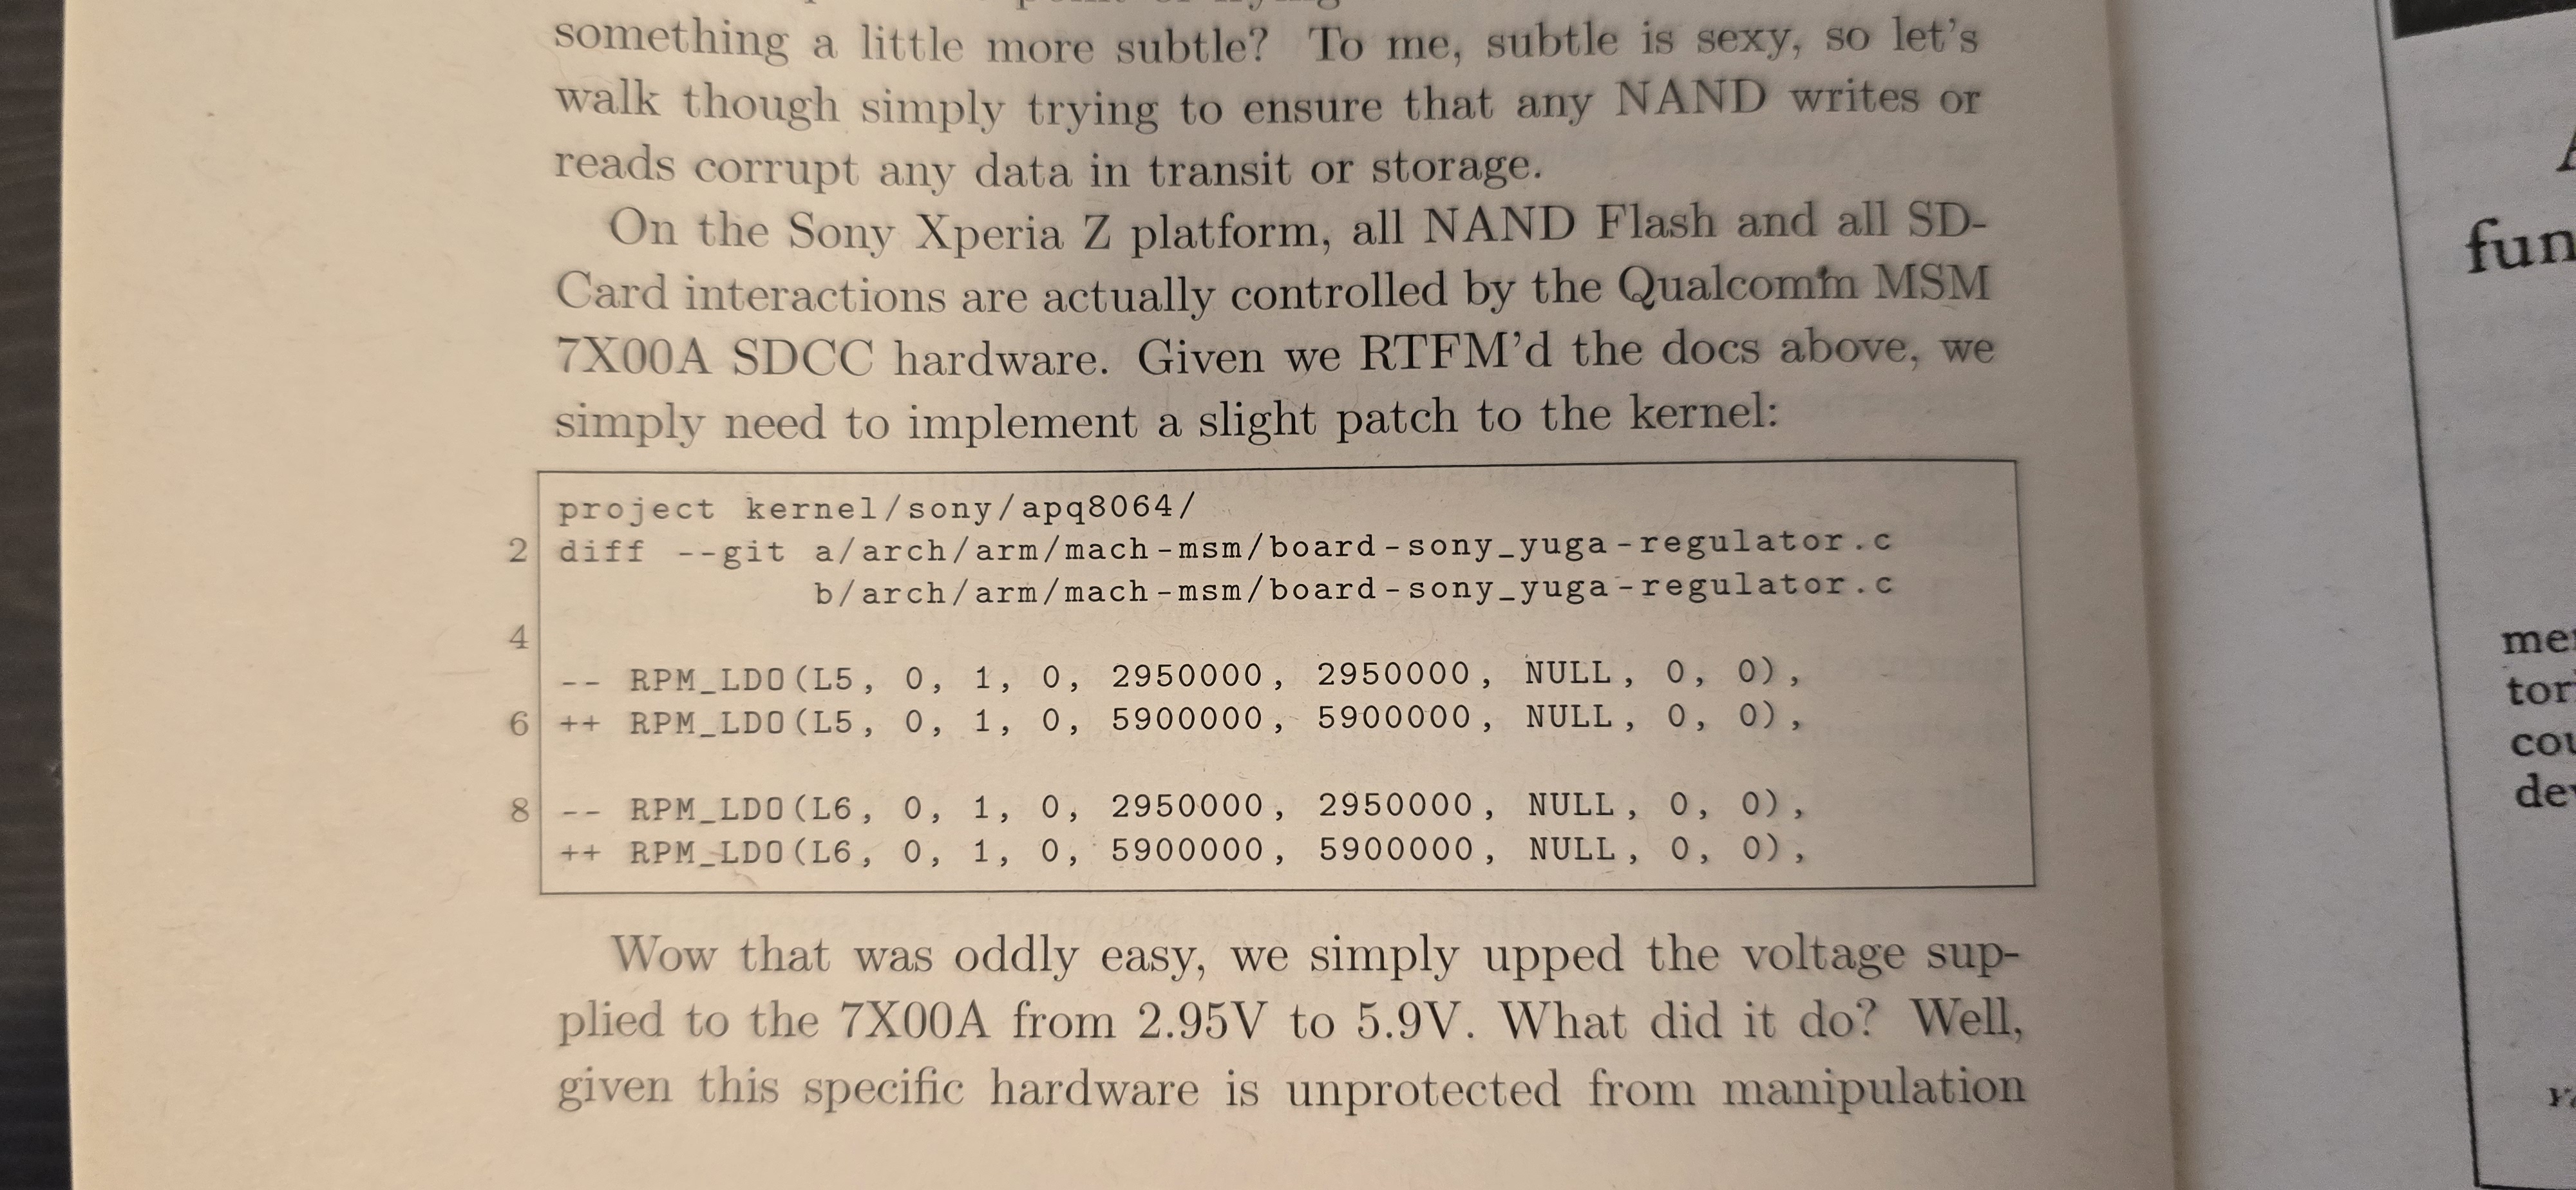 something a little more subtle? To me, subtle is sexy, so let's
walk though simply trying to ensure that any NAND writes or
reads corrupt any data in transit or storage.
On the Sony Xperia Z platform, all NAND Flash and all SD-
Card interactions are actually controlled by the Qualcomm MSM
7X00A SDCC hardware. Given we RTFM'd the docs above, we
simply need to implement a slight patch to the kernel:
project kernel/sony/apq8064/
2 diff --git a/arch/arm/mach-msm/board-sony_yuga-regulator.c
b/arch/arm/mach-msm/board-sony_yuga-regulator.c
4
-- RPM_LDO(L5, 0, 1, 0, 2950000, 2950000, NULL, 0, 0),
6 ++ RPM_LDO(L5, 0, 1, 0, 5900000, 5900000, NULL, 0, 0),
8 -- RPM_LDO(L6, 0, 1, 0, 2950000, 2950000, NULL, 0, 0),
++ RPM_LDO(L6, 0, 1, 0, 5900000, 5900000, NULL, 0, 0),
Wow that was oddly easy, we simply upped the voltage sup-
plied to the 7X00A from 2.95V to 5.9V. What did it do? Well,
given this specific hardware is unprotected from manipulation
fun